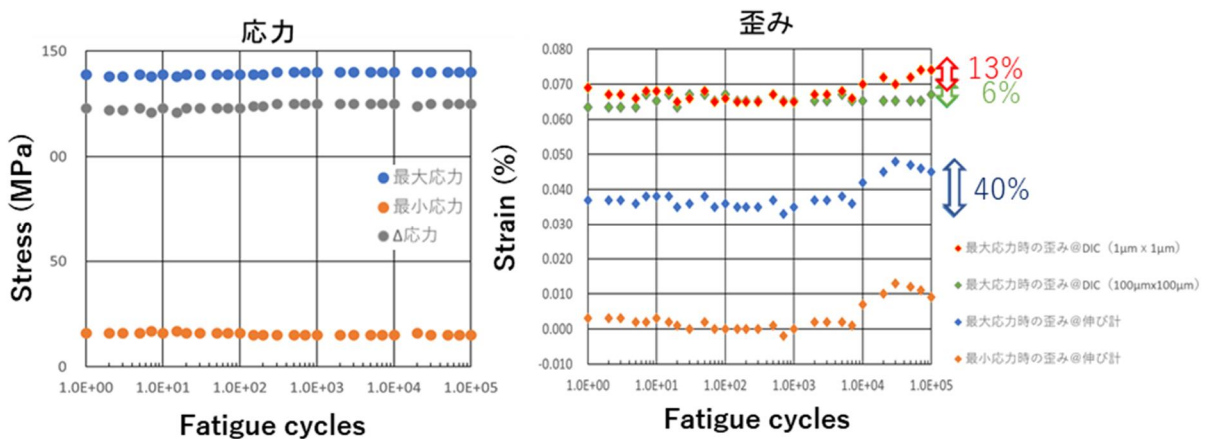 応力
Stress (MPa)
150
00
50
0
最大応力
最小応力
Δ応力
1.0E+00 1.0E+01 1.0E+02 1.0E+03 1.0E+04 1.0E+05
Fatigue cycles
歪み
Strain (%)
0.080
0.070
0.060
0.050
0.040
0.030
0.020
0.010
0.000
-0.010
13%
6%
40%
最大応力時の歪み@DIC（1μm x 1μm）
最大応力時の歪み@DIC（100μmx100μm）
最大応力時の歪み@伸び計
最小応力時の歪み@伸び計
1.0E+00 1.0E+01 1.0E+02 1.0E+03 1.0E+04 1.0E+05
Fatigue cycles